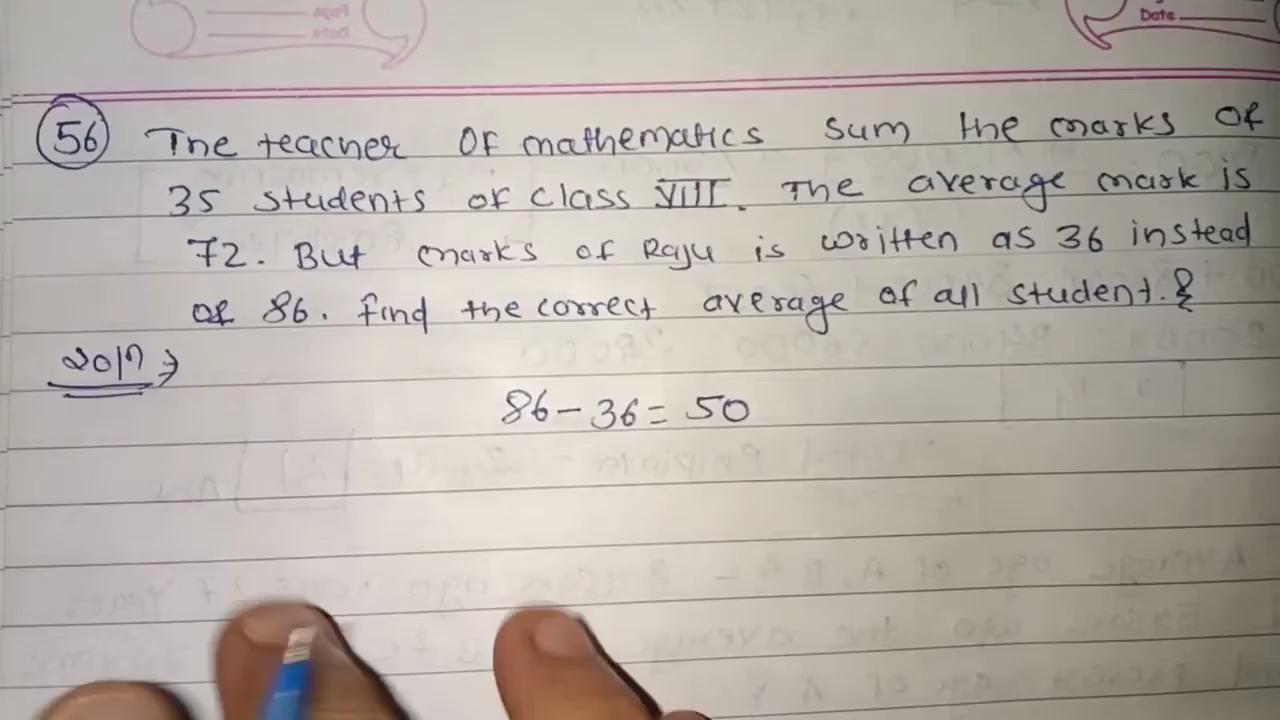 Date
56 The teacher of mathematics sum the marks of
35 students of class VIII. The average mark is
72. But marks of Raju is written as 36 instead
of 86. find the correct average of all student.?
86 - 36 = 50